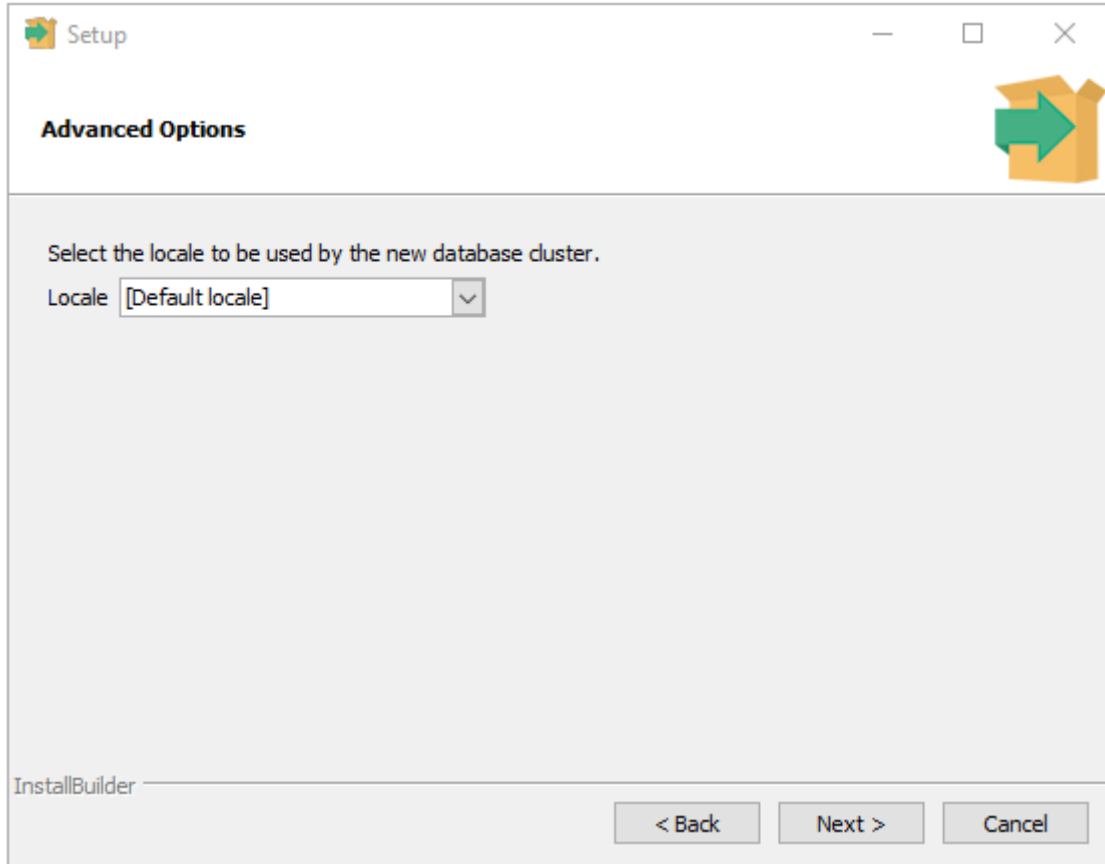 Setup
Advanced Options
Select the locale to be used by the new database cluster.
Locale [Default locale]
InstallBuilder
< Back Next > Cancel